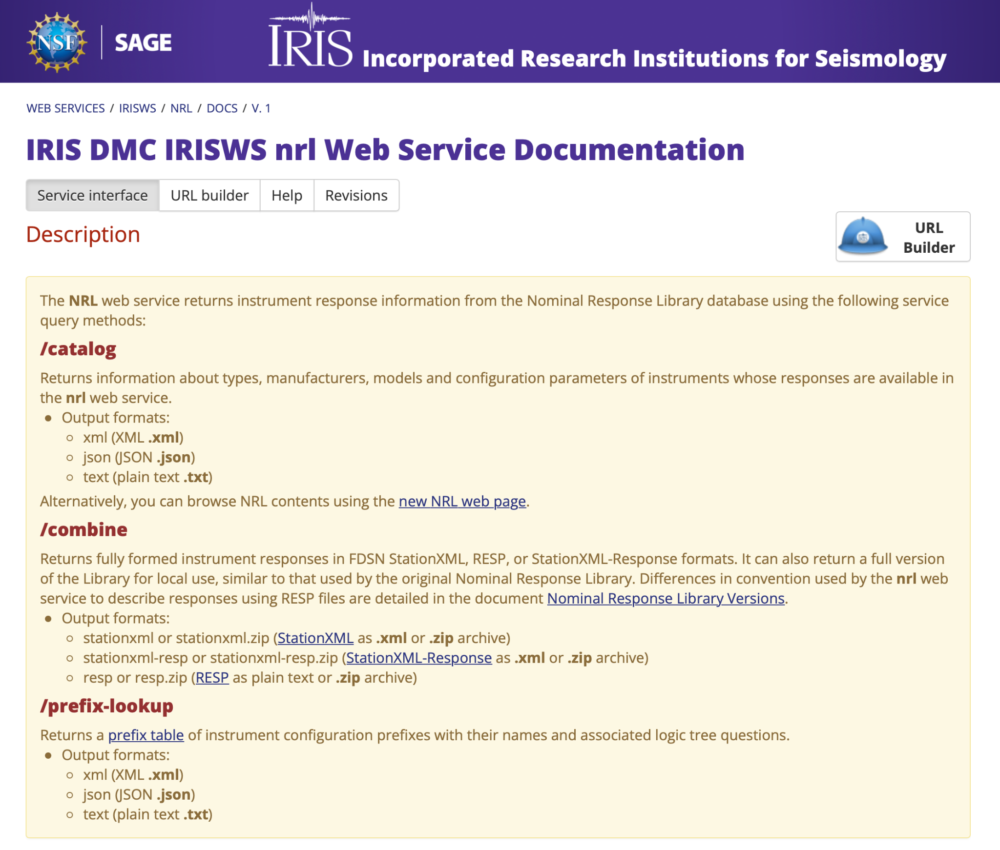 NSF SAGE IRIS Incorporated Research Institutions for Seismology
WEB SERVICES / IRISWS / NRL / DOCS / V. 1
IRIS DMC IRISWS nrl Web Service Documentation
Service interface URL builder Help Revisions
Description
URL
Builder
The NRL web service returns instrument response information from the Nominal Response Library database using the following service
query methods:
/catalog
Returns information about types, manufacturers, models and configuration parameters of instruments whose responses are available in
the nrl web service.
• Output formats:
○ xml (XML .xml)
○ json (JSON .json)
○ text (plain text .txt)
Alternatively, you can browse NRL contents using the new NRL web page.
/combine
Returns fully formed instrument responses in FDSN StationXML, RESP, or StationXML-Response formats. It can also return a full version
of the Library for local use, similar to that used by the original Nominal Response Library. Differences in convention used by the nrl web
service to describe responses using RESP files are detailed in the document Nominal Response Library Versions.
• Output formats:
○ stationxml or stationxml.zip (StationXML as .xml or .zip archive)
○ stationxml-resp or stationxml-resp.zip (StationXML-Response as .xml or .zip archive)
○ resp or resp.zip (RESP as plain text or .zip archive)
/prefix-lookup
Returns a prefix table of instrument configuration prefixes with their names and associated logic tree questions.
• Output formats:
○ xml (XML .xml)
○ json (JSON .json)
○ text (plain text .txt)